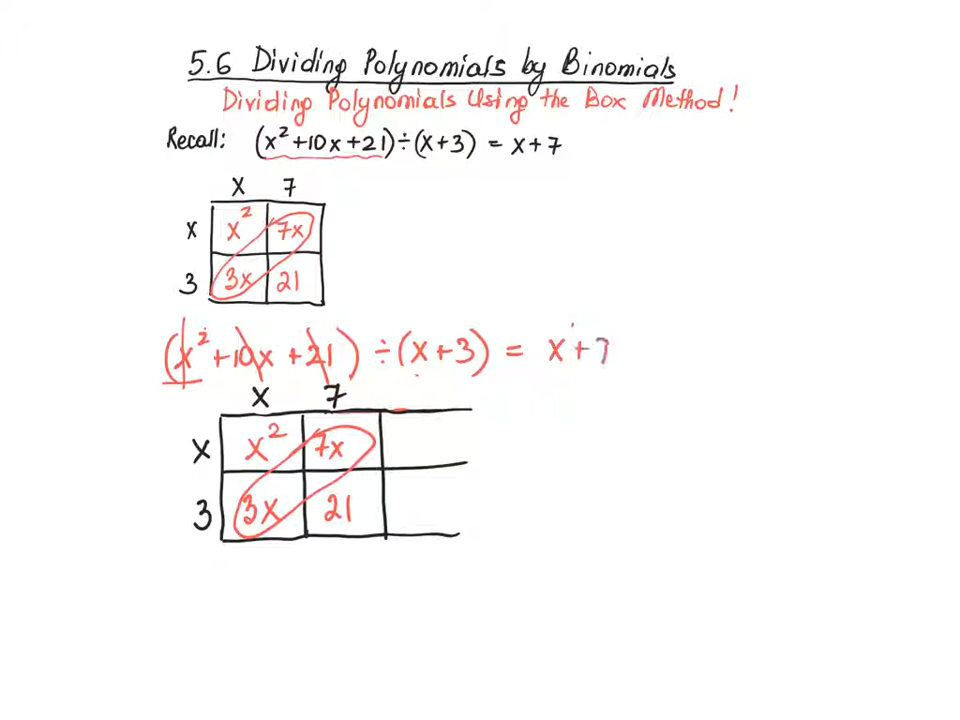 5.6 Dividing Polynomials by Binomials
Dividing Polynomials Using the Box Method!
Recall: (x²+10x+21)÷(x+3) = x+7
x 7
x x² 7x
3 3x 21
(x²+10x+21) ÷(x+3) = x+7
x 7
x x² 7x
3 3x 21